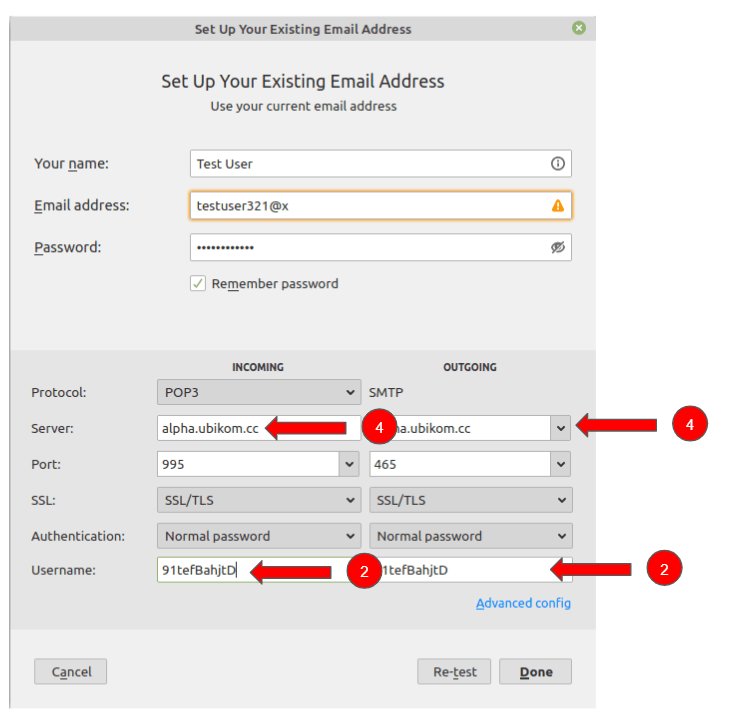 Set Up Your Existing Email Address
Set Up Your Existing Email Address
Use your current email address
Your name: Test User
Email address: testuser321@x
Password: ••••••••••••
Remember password
INCOMING OUTGOING
Protocol: POP3 SMTP
Server: alpha.ubikom.cc 4 a.ubikom.cc 4
Port: 995 465
SSL: SSL/TLS SSL/TLS
Authentication: Normal password Normal password
Username: 91tefBahjtD 2 1tefBahjtD 2
Advanced config
Cancel Re-test Done